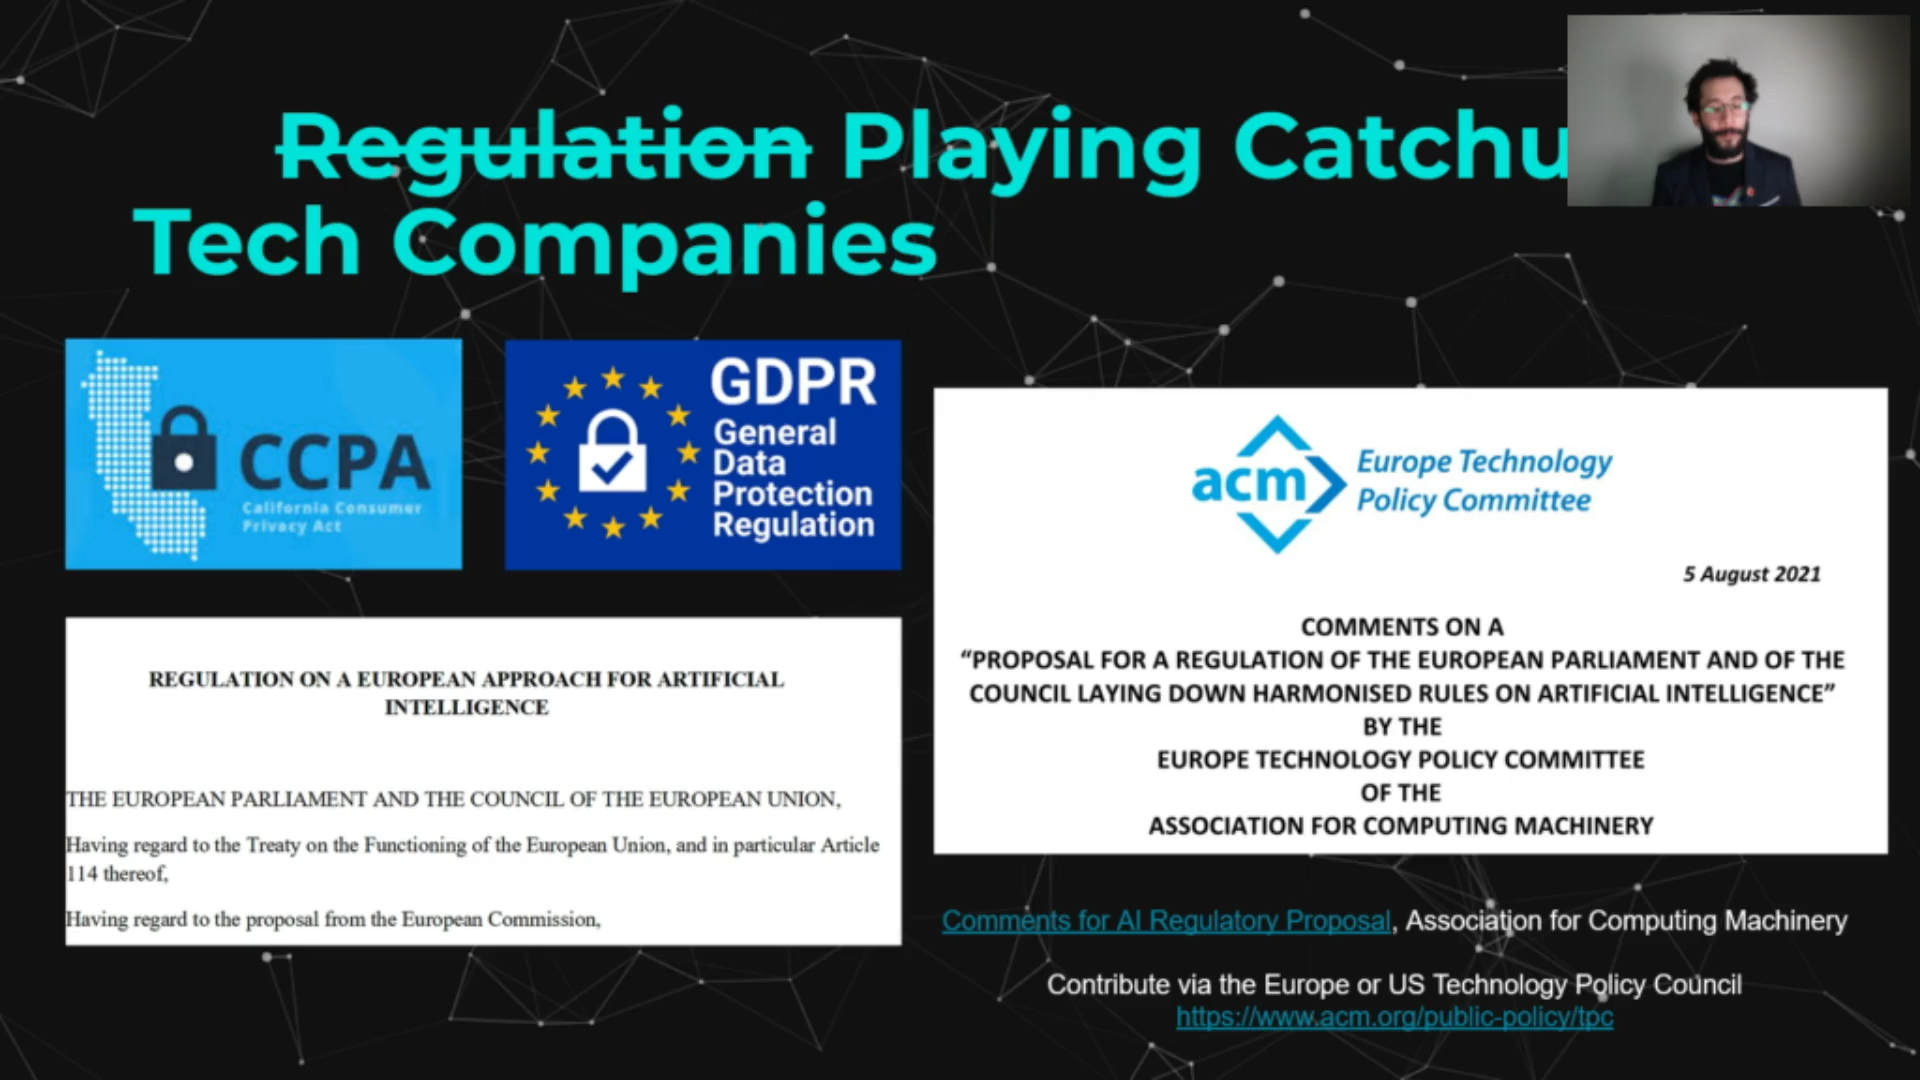 Regulation Playing Catchu
Tech Companies
CCPA
California Consumer
Privacy Act
GDPR
General
Data
Protection
Regulation
REGULATION ON A EUROPEAN APPROACH FOR ARTIFICIAL
INTELLIGENCE
THE EUROPEAN PARLIAMENT AND THE COUNCIL OF THE EUROPEAN UNION,
Having regard to the Treaty on the Functioning of the European Union, and in particular Article
114 thereof,
Having regard to the proposal from the European Commission,
acm Europe Technology
Policy Committee
5 August 2021
COMMENTS ON A
“PROPOSAL FOR A REGULATION OF THE EUROPEAN PARLIAMENT AND OF THE
COUNCIL LAYING DOWN HARMONISED RULES ON ARTIFICIAL INTELLIGENCE”
BY THE
EUROPE TECHNOLOGY POLICY COMMITTEE
OF THE
ASSOCIATION FOR COMPUTING MACHINERY
Comments for AI Regulatory Proposal, Association for Computing Machinery
Contribute via the Europe or US Technology Policy Council
https://www.acm.org/public-policy/tpc